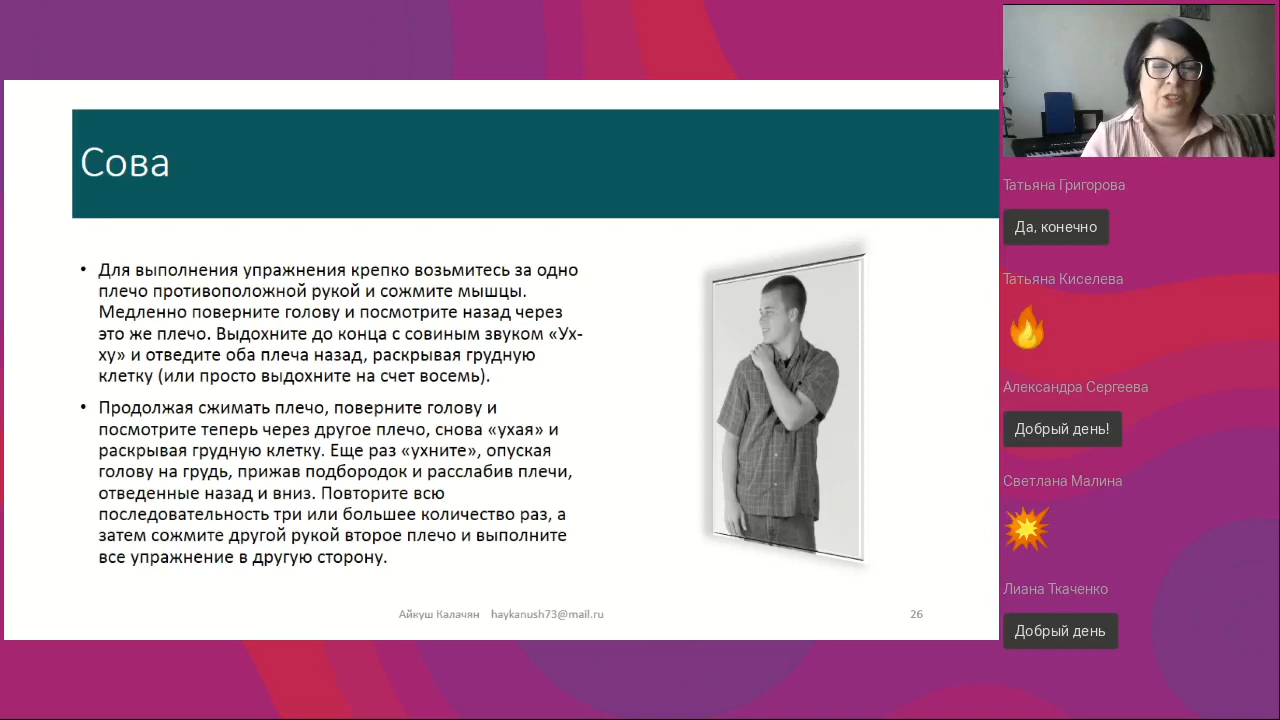 Сова
• Для выполнения упражнения крепко возьмитесь за одно
плечо противоположной рукой и сожмите мышцы.
Медленно поверните голову и посмотрите назад через
это же плечо. Выдохните до конца с совиным звуком «Ух-
ху» и отведите оба плеча назад, раскрывая грудную
клетку (или просто выдохните на счет восемь).
• Продолжая сжимать плечо, поверните голову и
посмотрите теперь через другое плечо, снова «ухая» и
раскрывая грудную клетку. Еще раз «ухните», опуская
голову на грудь, прижав подбородок и расслабив плечи,
отведенные назад и вниз. Повторите всю
последовательность три или большее количество раз, а
затем сожмите другой рукой второе плечо и выполните
все упражнение в другую сторону.
Айкуш Калачян haykanush73@mail.ru
26
Татьяна Григорова
Да, конечно
Татьяна Киселева
Александра Сергеева
Добрый день!
Светлана Малина
Лиана Ткаченко
Добрый день